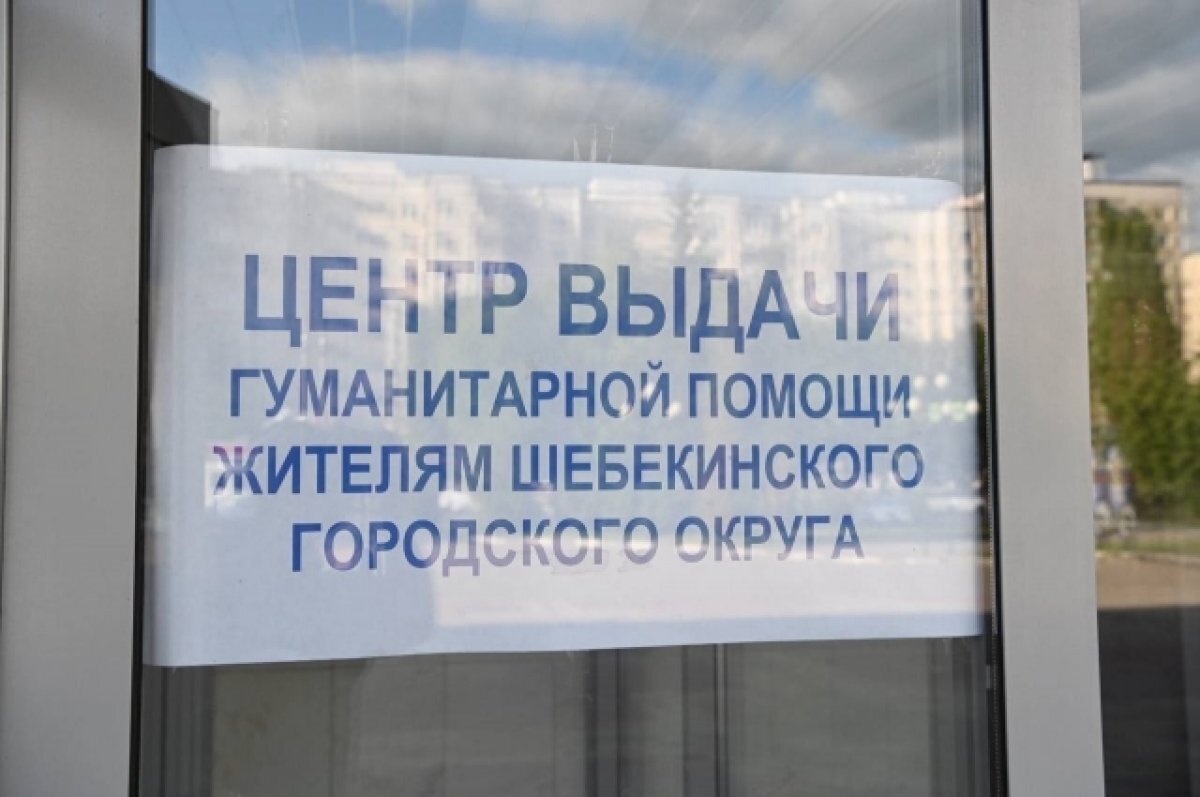 ЦЕНТР ВЫДАЧИ
ГУМАНИТАРНОЙ ПОМОЩИ
ЖИТЕЛЯМ ШЕБЕКИНСКОГО
ГОРОДСКОГО ОКРУГА